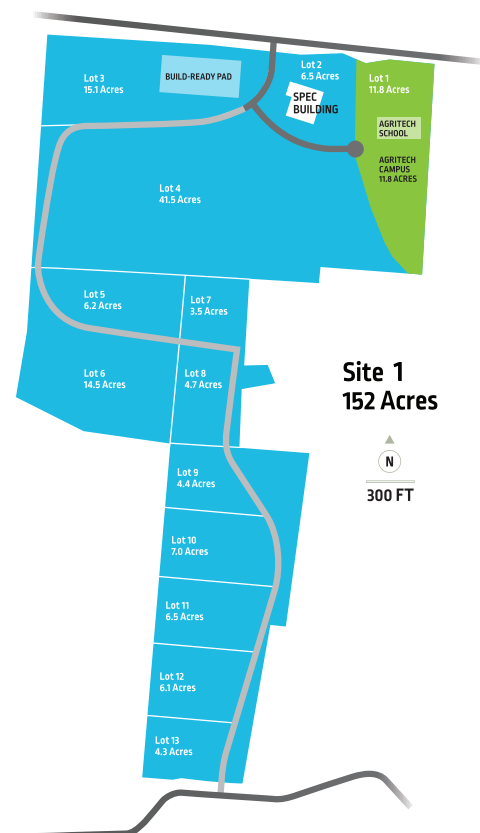 Lot 3
15.1 Acres
BUILD-READY PAD
Lot 2
6.5 Acres
SPEC
BUILDING
Lot 1
11.8 Acres
AGRITECH
SCHOOL
AGRITECH
CAMPUS
11.8 ACRES
Lot 4
41.5 Acres
Lot 5
6.2 Acres
Lot 7
3.5 Acres
Lot 6
14.5 Acres
Lot 8
4.7 Acres
Site 1
152 Acres
N
300 FT
Lot 9
4.4 Acres
Lot 10
7.0 Acres
Lot 11
6.5 Acres
Lot 12
6.1 Acres
Lot 13
4.3 Acres